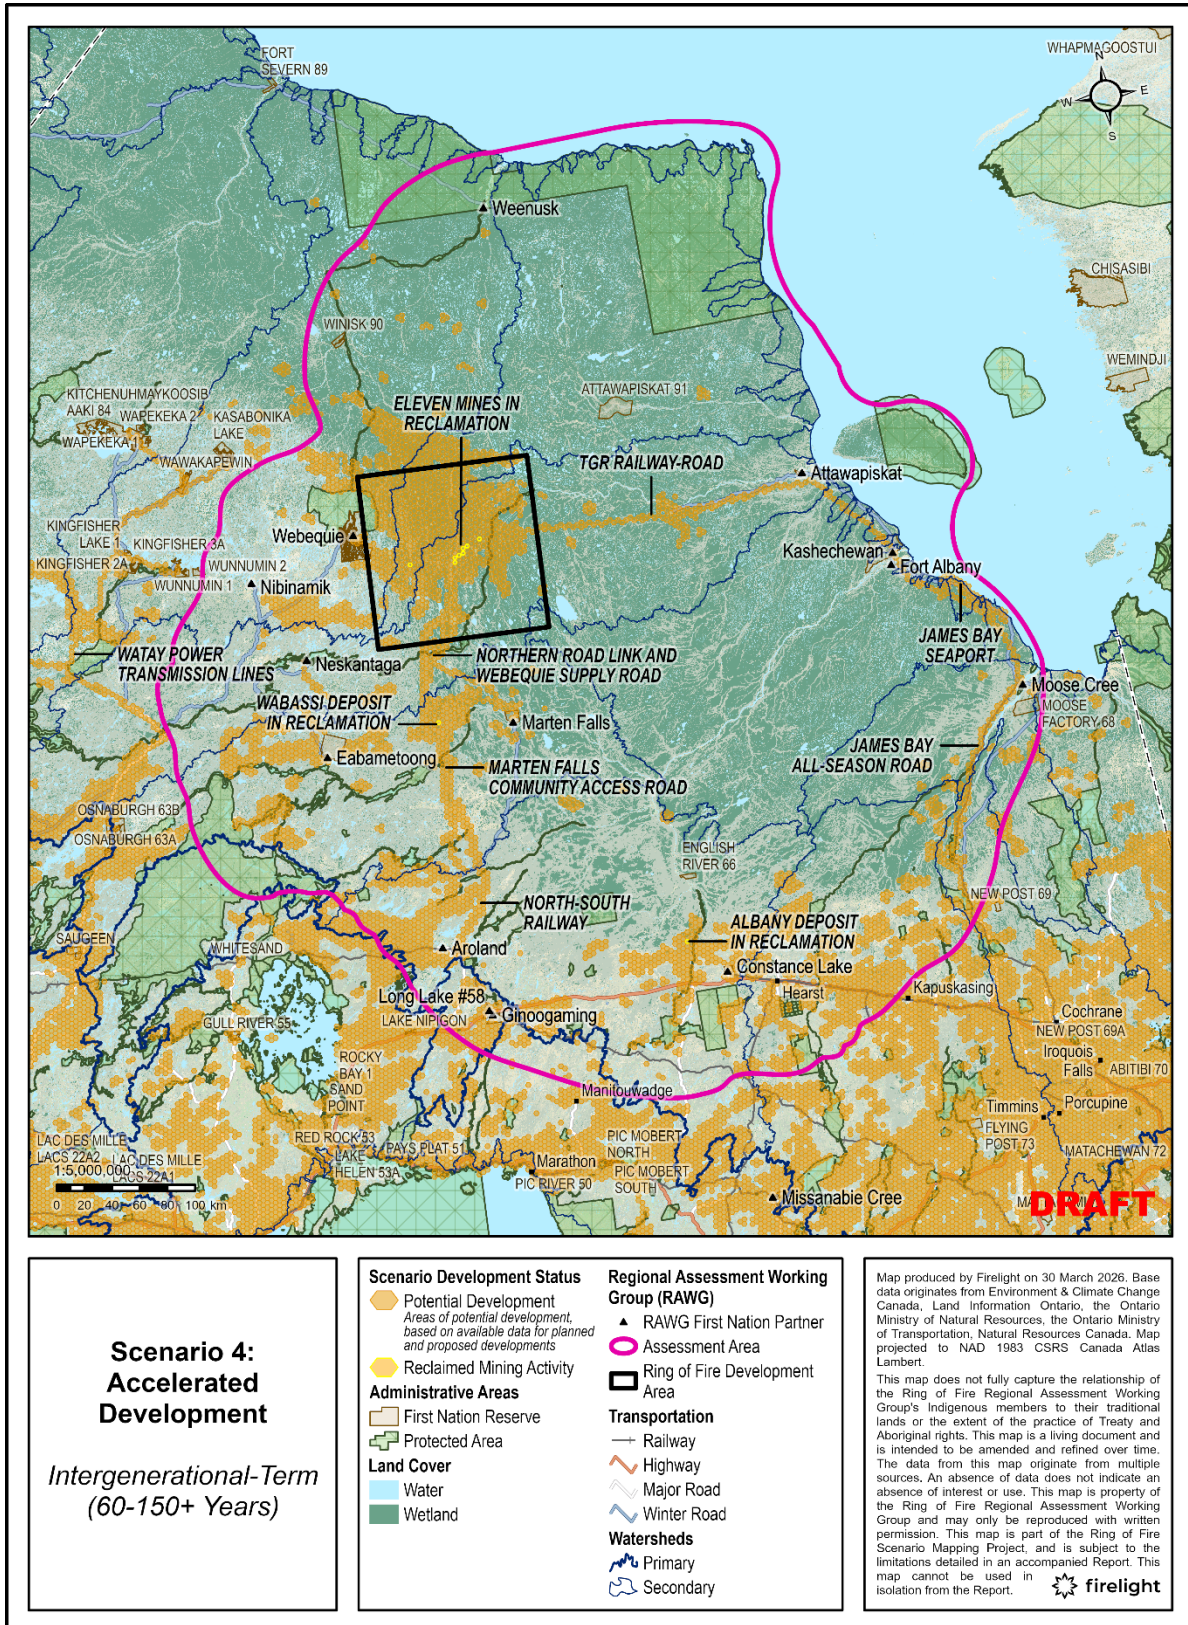 FORT
SEVERN 89
WHAPMAGOOSTUI
N
W
E
S
Weenusk
CHISASIBI
WINISK 90
WEMINDJI
KITCHENUHMAYKOOSIB
AAKI 84
WAPEKEKA 2
KASABONIKA
LAKE
WAPEKEKA 1
WAWAKAPEWIN
ELEVEN MINES IN
RECLAMATION
ATTAWAPISKAT 91
TGR RAILWAY-ROAD
Attawapiskat
KINGFISHER
LAKE 1
KINGFISHER 3A
KINGFISHER 2A
WUNNUMIN 2
WUNNUMIN 1
Webequie
Nibinamik
Kashechewan
Fort Albany
JAMES BAY
SEAPORT
WATAY POWER
TRANSMISSION LINES
Neskantaga
NORTHERN ROAD LINK AND
WEBEQUIE SUPPLY ROAD
Moose Cree
MOOSE
FACTORY 68
WABASSI DEPOSIT
IN RECLAMATION
Marten Falls
Eabametoong
MARTEN FALLS
COMMUNITY ACCESS ROAD
JAMES BAY
ALL-SEASON ROAD
OSNABURGH 63B
OSNABURGH 63A
ENGLISH
RIVER 66
NEW POST 69
NORTH-SOUTH
RAILWAY
ALBANY DEPOSIT
IN RECLAMATION
SAUGEEN
WHITESAND
Aroland
Constance Lake
Hearst
Kapuskasing
Long Lake #58
LAKE NIPIGON
Ginoogaming
GULL RIVER 55
Cochrane
NEW POST 69A
Iroquois
Falls
ABITIBI 70
ROCKY
BAY 1
SAND
POINT
Manitouwadge
Timmins
Porcupine
FLYING
POST 73
MATACHEWAN 72
LAC DES MILLE
LACS 22A2
LAC DES MILLE
LACS 22A1
RED ROCK 53
LAKE
HELEN 53A
PAYS PLAT 51
PIC MOBERT
NORTH
PIC MOBERT
SOUTH
Marathon
PIC RIVER 50
Missanabie Cree
1:5,000,000
0 20 40 60 80 100 km
DRAFT
Scenario 4:
Accelerated
Development
Intergenerational-Term
(60-150+ Years)
Scenario Development Status
Potential Development
Areas of potential development,
based on available data for planned
and proposed developments
Reclaimed Mining Activity
Administrative Areas
First Nation Reserve
Protected Area
Land Cover
Water
Wetland
Regional Assessment Working
Group (RAWG)
RAWG First Nation Partner
Assessment Area
Ring of Fire Development
Area
Transportation
Railway
Highway
Major Road
Winter Road
Watersheds
Primary
Secondary
Map produced by Firelight on 30 March 2026. Base
data originates from Environment & Climate Change
Canada, Land Information Ontario, the Ontario
Ministry of Natural Resources, the Ontario Ministry
of Transportation, Natural Resources Canada. Map
projected to NAD 1983 CSRS Canada Atlas
Lambert.
This map does not fully capture the relationship of
the Ring of Fire Regional Assessment Working
Group's Indigenous members to their traditional
lands or the extent of the practice of Treaty and
Aboriginal rights. This map is a living document and
is intended to be amended and refined over time.
The data from this map originate from multiple
sources. An absence of data does not indicate an
absence of interest or use. This map is property of
the Ring of Fire Regional Assessment Working
Group and may only be reproduced with written
permission. This map is part of the Ring of Fire
Scenario Mapping Project, and is subject to the
limitations detailed in an accompanied Report. This
map cannot be used in
isolation from the Report.
firelight